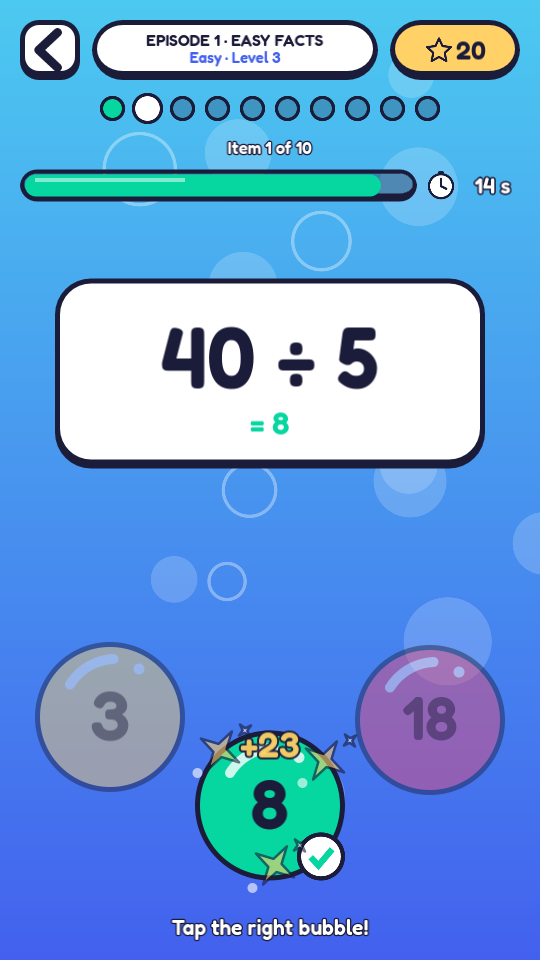 EPISODE 1 · EASY FACTS
Easy · Level 3
20
Item 1 of 10
14 s
40 ÷ 5
= 8
3
18
+23
8
Tap the right bubble!